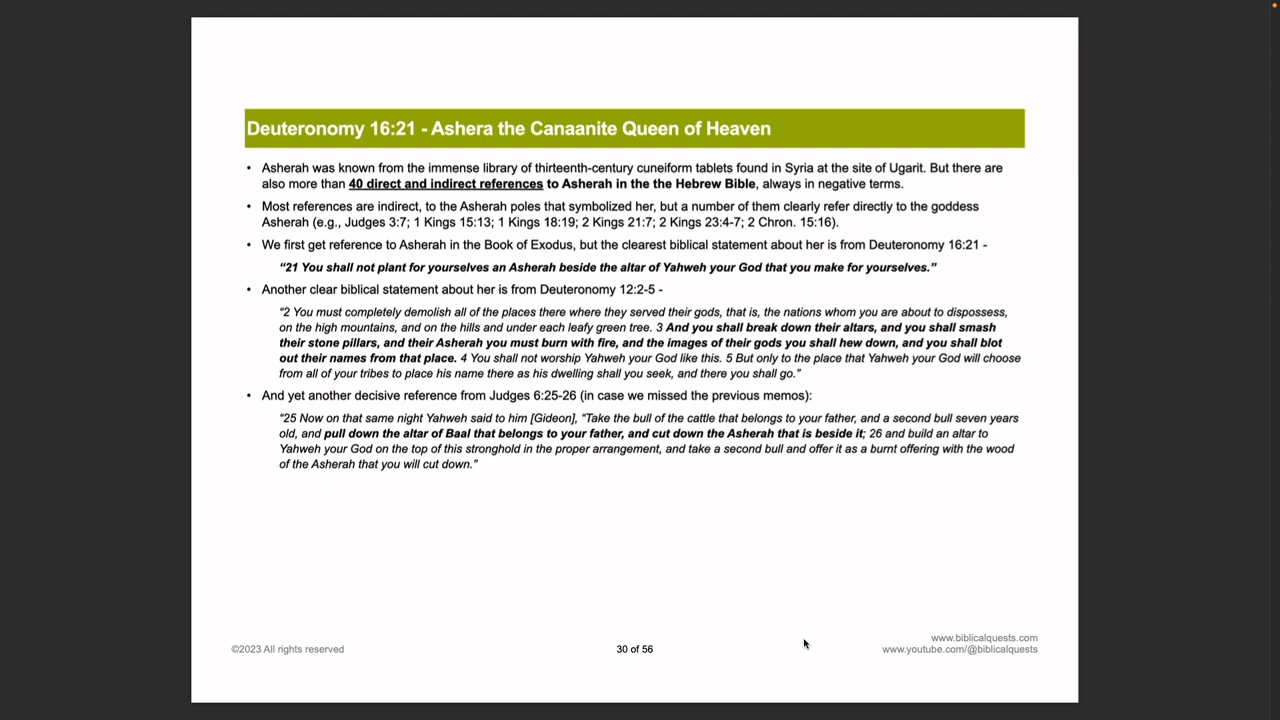 Deuteronomy 16:21 - Ashera the Canaanite Queen of Heaven
• Asherah was known from the immense library of thirteenth-century cuneiform tablets found in Syria at the site of Ugarit. But there are
also more than 40 direct and indirect references to Asherah in the the Hebrew Bible, always in negative terms.
• Most references are indirect, to the Asherah poles that symbolized her, but a number of them clearly refer directly to the goddess
Asherah (e.g., Judges 3:7; 1 Kings 15:13; 1 Kings 18:19; 2 Kings 21:7; 2 Kings 23:4-7; 2 Chron. 15:16).
• We first get reference to Asherah in the Book of Exodus, but the clearest biblical statement about her is from Deuteronomy 16:21 -
“21 You shall not plant for yourselves an Asherah beside the altar of Yahweh your God that you make for yourselves.”
• Another clear biblical statement about her is from Deuteronomy 12:2-5 -
“2 You must completely demolish all of the places there where they served their gods, that is, the nations whom you are about to dispossess,
on the high mountains, and on the hills and under each leafy green tree. 3 And you shall break down their altars, and you shall smash
their stone pillars, and their Asherah you must burn with fire, and the images of their gods you shall hew down, and you shall blot
out their names from that place. 4 You shall not worship Yahweh your God like this. 5 But only to the place that Yahweh your God will choose
from all of your tribes to place his name there as his dwelling shall you seek, and there you shall go.”
• And yet another decisive reference from Judges 6:25-26 (in case we missed the previous memos):
“25 Now on that same night Yahweh said to him [Gideon], “Take the bull of the cattle that belongs to your father, and a second bull seven years
old, and pull down the altar of Baal that belongs to your father, and cut down the Asherah that is beside it; 26 and build an altar to
Yahweh your God on the top of this stronghold in the proper arrangement, and take a second bull and offer it as a burnt offering with the wood
of the Asherah that you will cut down.”
©2023 All rights reserved
30 of 56
www.biblicalquests.com
www.youtube.com/@biblicalquests